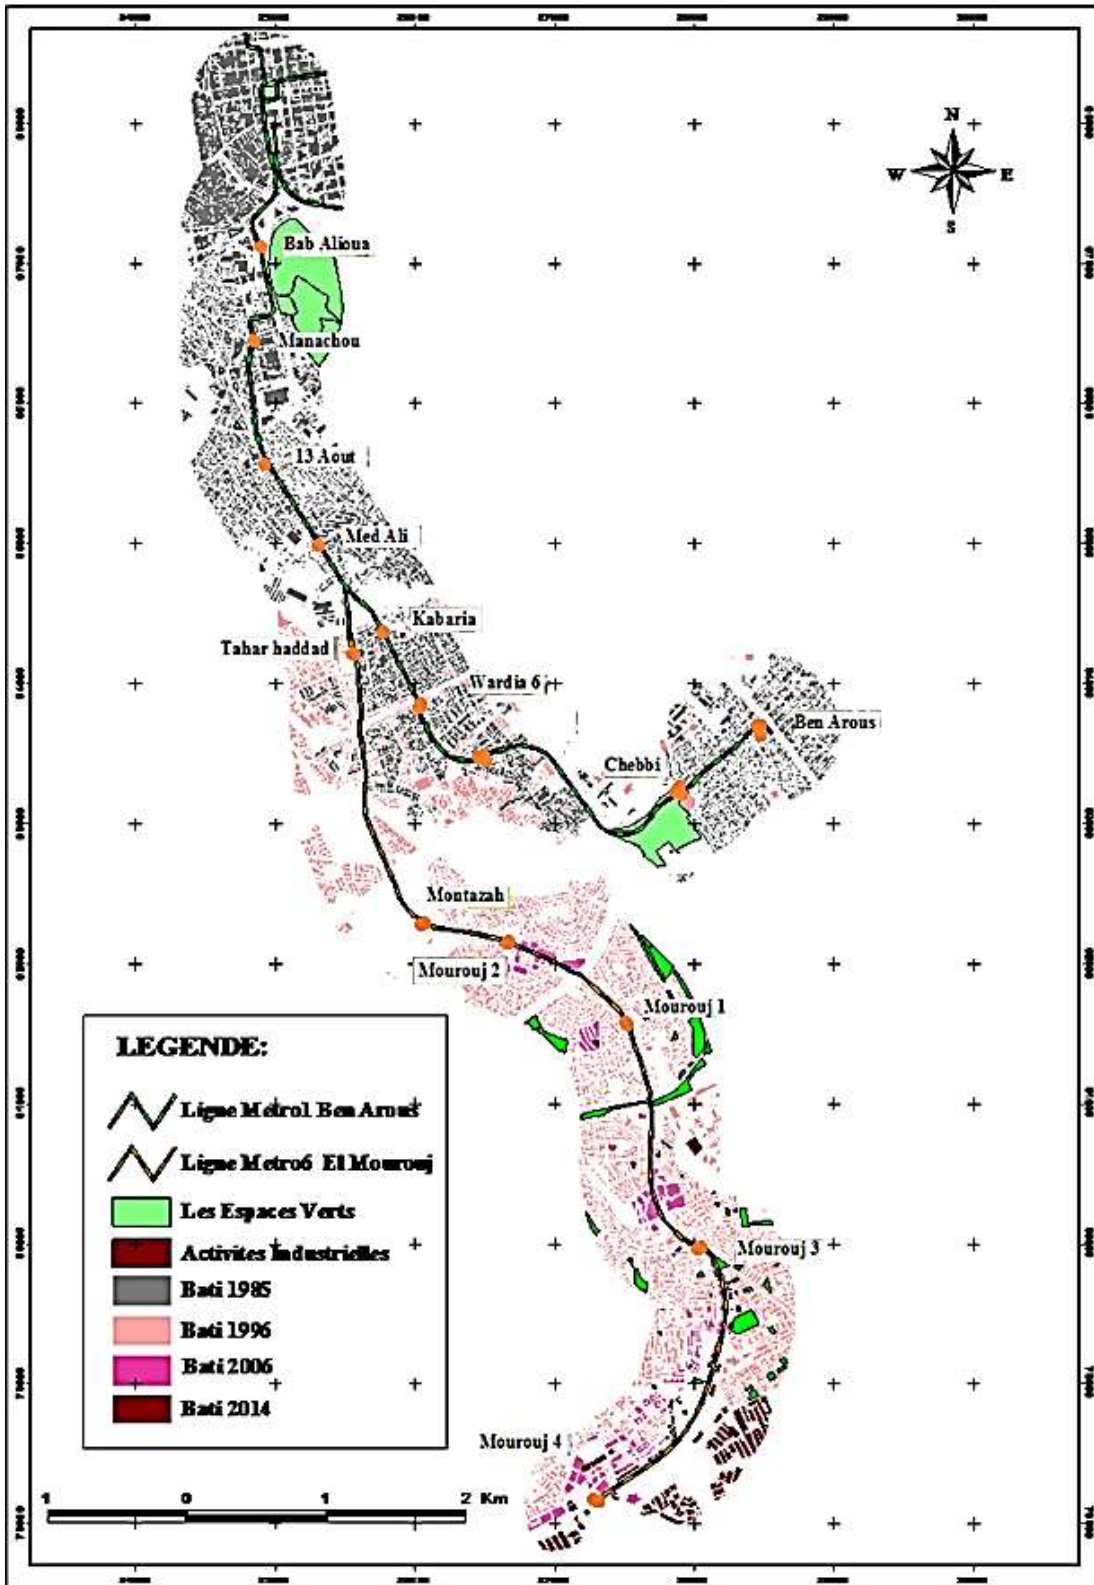 N
W E
S
Bab Alioua
Manachou
13 Aout
Med Ali
Kabaria
Tahar haddad
Wardia 6
Ben Arous
Chebbi
Montazah
Mourouj 2
Mourouj 1
Mourouj 3
Mourouj 4
LEGENDE:
Ligne Metro1 Ben Arous
Ligne Metro6 El Mourouj
Les Espaces Verts
Activites Industrielles
Bati 1985
Bati 1996
Bati 2006
Bati 2014
1 0 1 2 Km